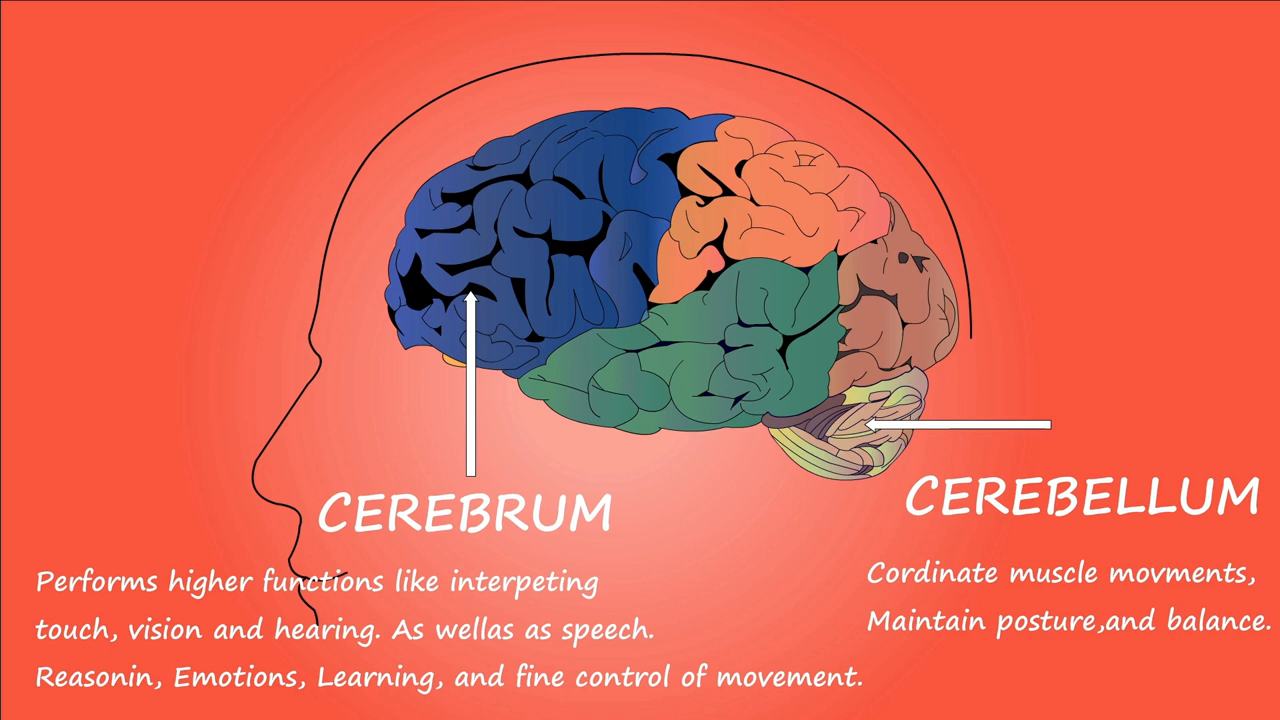 CEREBRUM
Performs higher functions like interpeting
touch, vision and hearing. As wellas as speech.
Reasonin, Emotions, Learning, and fine control of movement.
CEREBELLUM
Cordinate muscle movments,
Maintain posture,and balance.